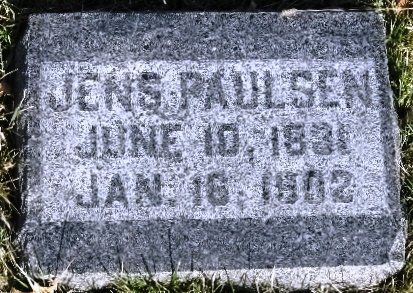 JENS PAULSEN
JUNE 10, 1831
JAN. 16, 1902